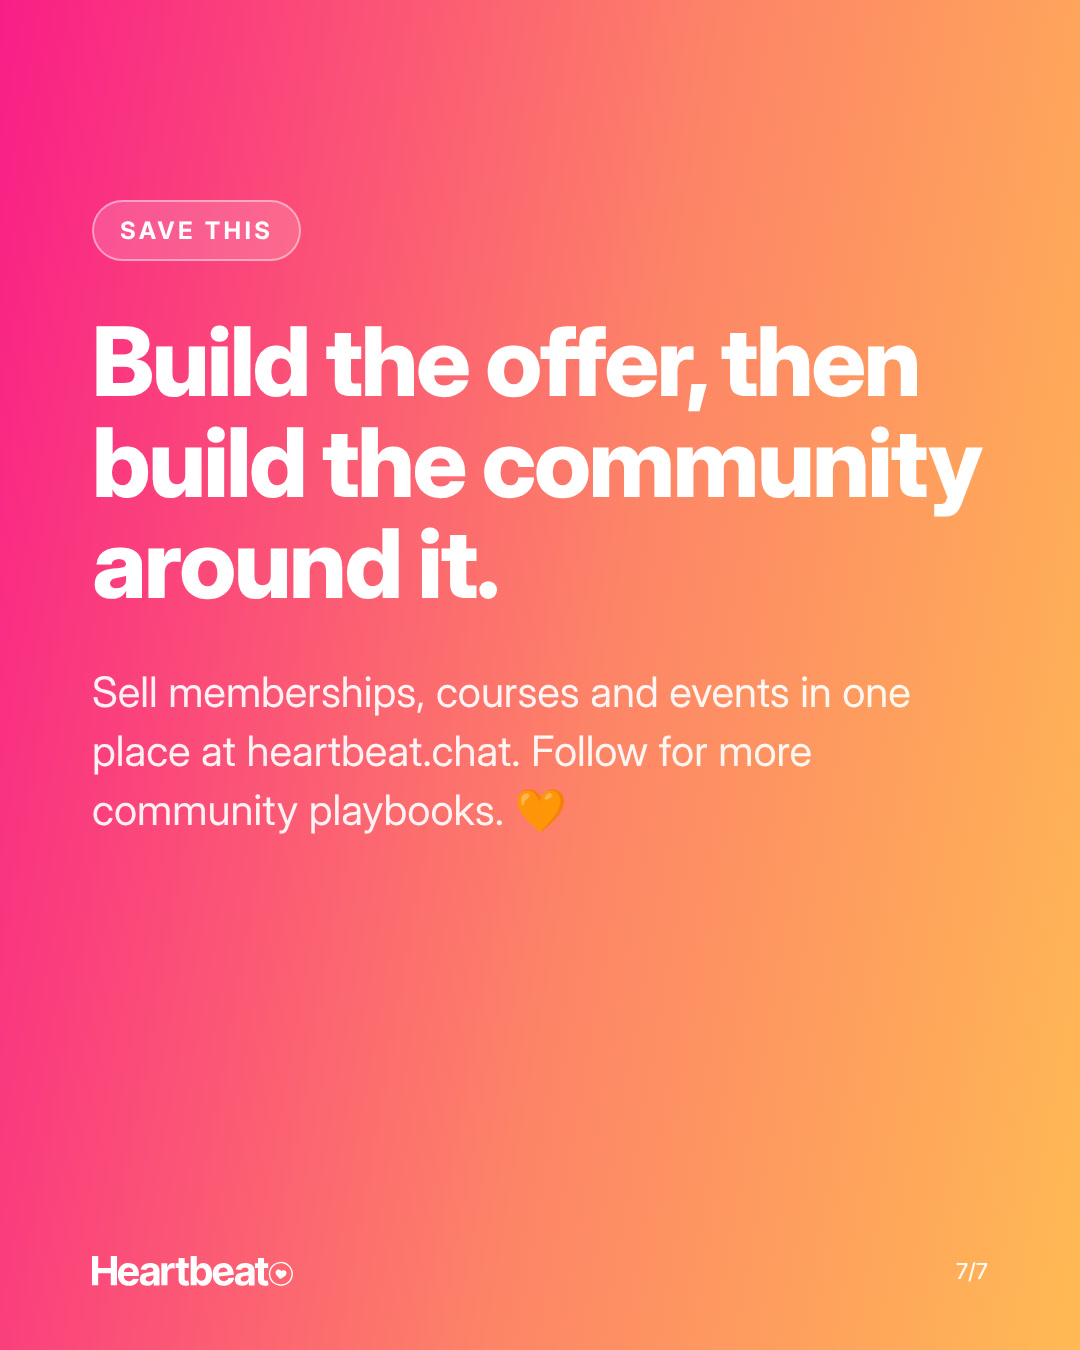 SAVE THIS
Build the offer, then
build the community
around it.
Sell memberships, courses and events in one
place at heartbeat.chat. Follow for more
community playbooks. 🧡
Heartbeat
7/7